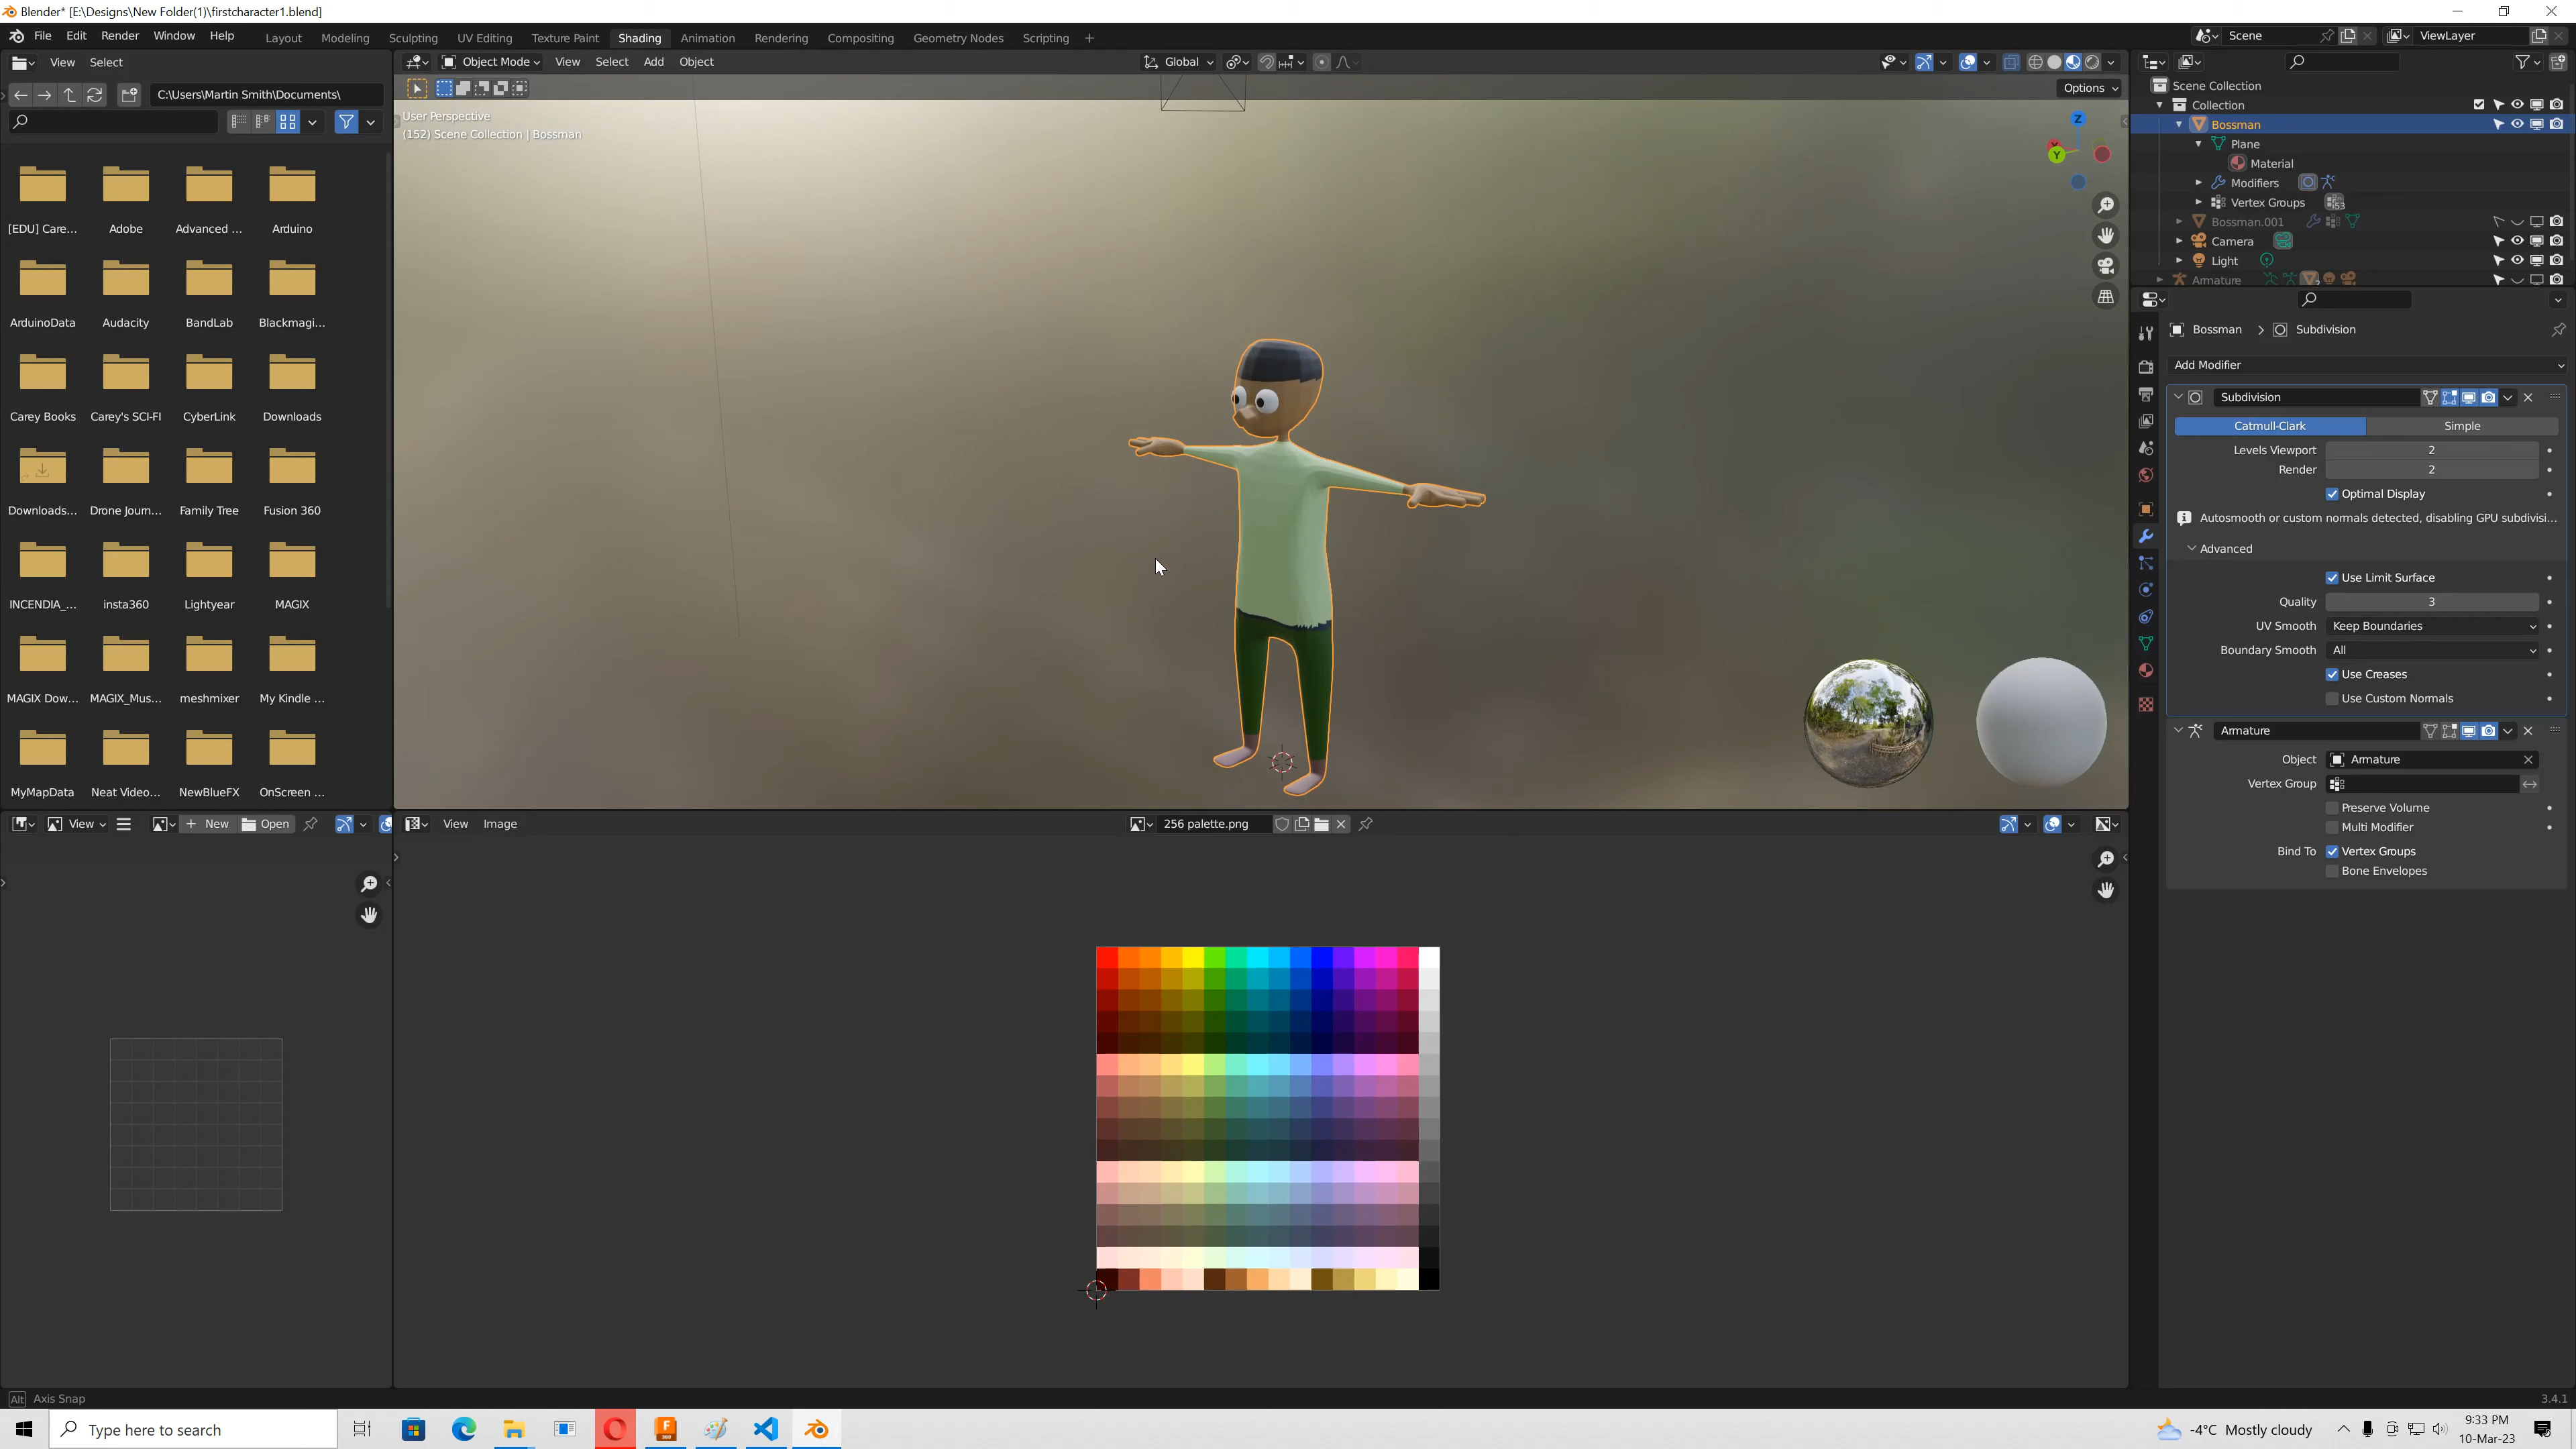 Blender* [E:\Designs\New Folder(1)\firstcharacter1.blend]
File Edit Render Window Help
Layout Modeling Sculpting UV Editing Texture Paint Shading Animation Rendering Compositing Geometry Nodes Scripting +
Scene
ViewLayer
View Select
C:\Users\Martin Smith\Documents\
[EDU] Care... Adobe Advanced ... Arduino
ArduinoData Audacity BandLab Blackmagi...
Carey Books Carey's SCI-FI CyberLink Downloads
Downloads... Drone Journ... Family Tree Fusion 360
INCENDIA_... insta360 Lightyear MAGIX
MAGIX Dow... MAGIX_Mus... meshmixer My Kindle ...
MyMapData Neat Video... NewBlueFX OnScreen ...
Object Mode View Select Add Object
Global
Options
User Perspective
(152) Scene Collection | Bossman
Z
Y
Scene Collection
Collection
Bossman
Plane
Material
Modifiers
Vertex Groups 53
Bossman.001
Camera
Light
Armature 2
Bossman > Subdivision
Add Modifier
Subdivision
Catmull-Clark Simple
Levels Viewport 2
Render 2
Optimal Display
Autosmooth or custom normals detected, disabling GPU subdivisi...
Advanced
Use Limit Surface
Quality 3
UV Smooth Keep Boundaries
Boundary Smooth All
Use Creases
Use Custom Normals
Armature
Object Armature
Vertex Group
Preserve Volume
Multi Modifier
Bind To Vertex Groups
Bone Envelopes
View New Open
View Image
256 palette.png
Alt Axis Snap
3.4.1
Type here to search
F
360
-4°C Mostly cloudy
9:33 PM
10-Mar-23